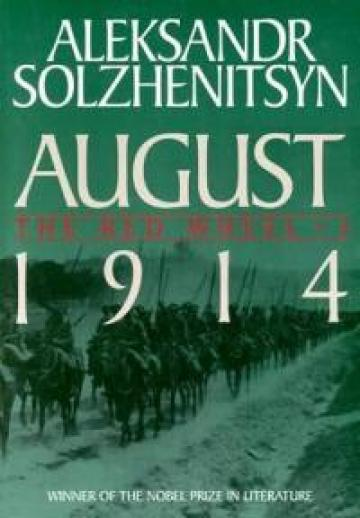 ALEKSANDR
SOLZHENITSYN
AUGUST
THE RED WHEEL - I
1914
WINNER OF THE NOBEL PRIZE IN LITERATURE